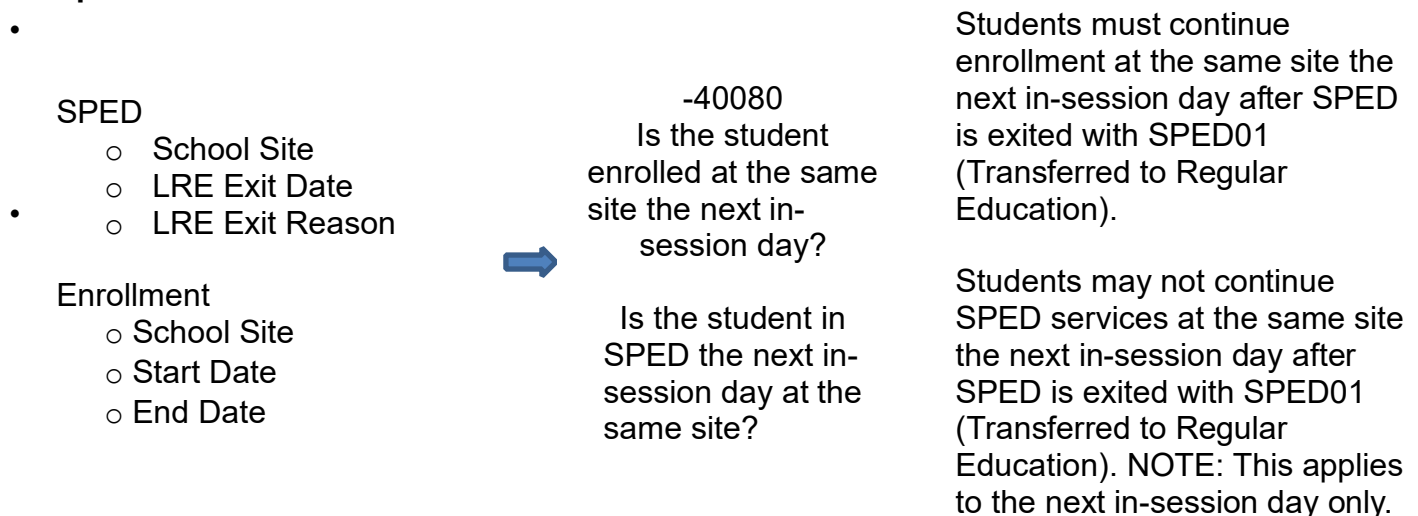 •
SPED
o School Site
o LRE Exit Date
• o LRE Exit Reason
Enrollment
o School Site
o Start Date
o End Date
-40080
Is the student
enrolled at the same
site the next in-
session day?
Is the student in
SPED the next in-
session day at the
same site?
Students must continue
enrollment at the same site the
next in-session day after SPED
is exited with SPED01
(Transferred to Regular
Education).
Students may not continue
SPED services at the same site
the next in-session day after
SPED is exited with SPED01
(Transferred to Regular
Education). NOTE: This applies
to the next in-session day only.